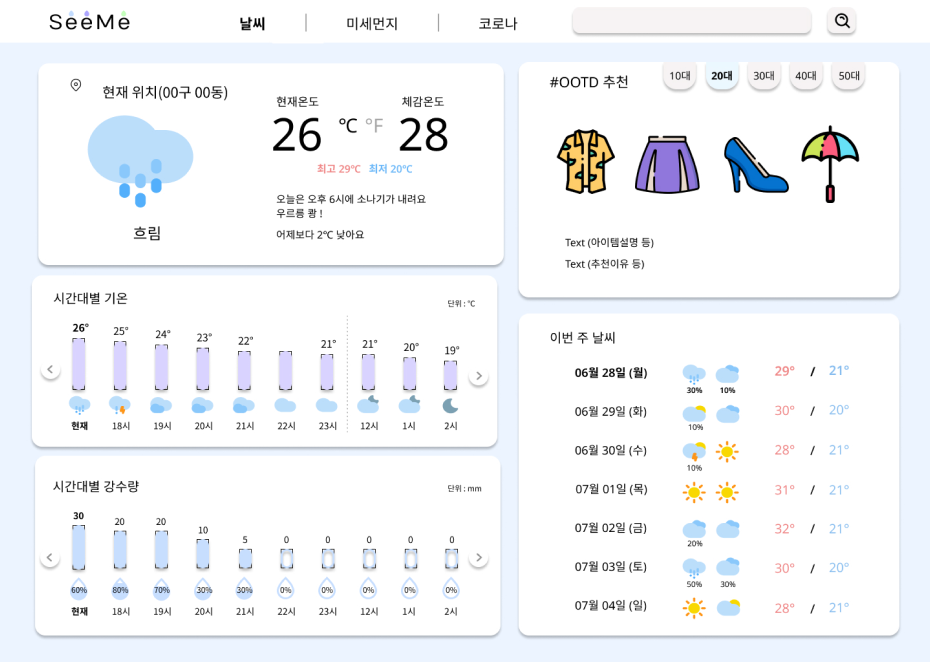 SeeMe
날씨
미세먼지
코로나
현재 위치(00구 00동)
흐림
현재온도
체감온도
26 ℃ °F 28
최고 29℃ 최저 20℃
오늘은 오후 6시에 소나기가 내려요
우르릉 쾅 !
어제보다 2℃ 낮아요
#OOTD 추천
10대
20대
30대
40대
50대
Text (아이템설명 등)
Text (추천이유 등)
시간대별 기온
단위 : ℃
26° 25° 24° 23° 22° 21° 21° 20° 19°
현재 18시 19시 20시 21시 22시 23시 12시 1시 2시
시간대별 강수량
단위 : mm
30 20 20 10 5 0 0 0 0 0
60% 80% 70% 30% 30% 0% 0% 0% 0% 0%
현재 18시 19시 20시 21시 22시 23시 12시 1시 2시
이번 주 날씨
06월 28일 (월) 29° / 21°
30% 10%
06월 29일 (화) 30° / 20°
10%
06월 30일 (수) 28° / 21°
10%
07월 01일 (목) 31° / 21°
07월 02일 (금) 32° / 21°
20%
07월 03일 (토) 30° / 20°
50% 30%
07월 04일 (일) 28° / 21°